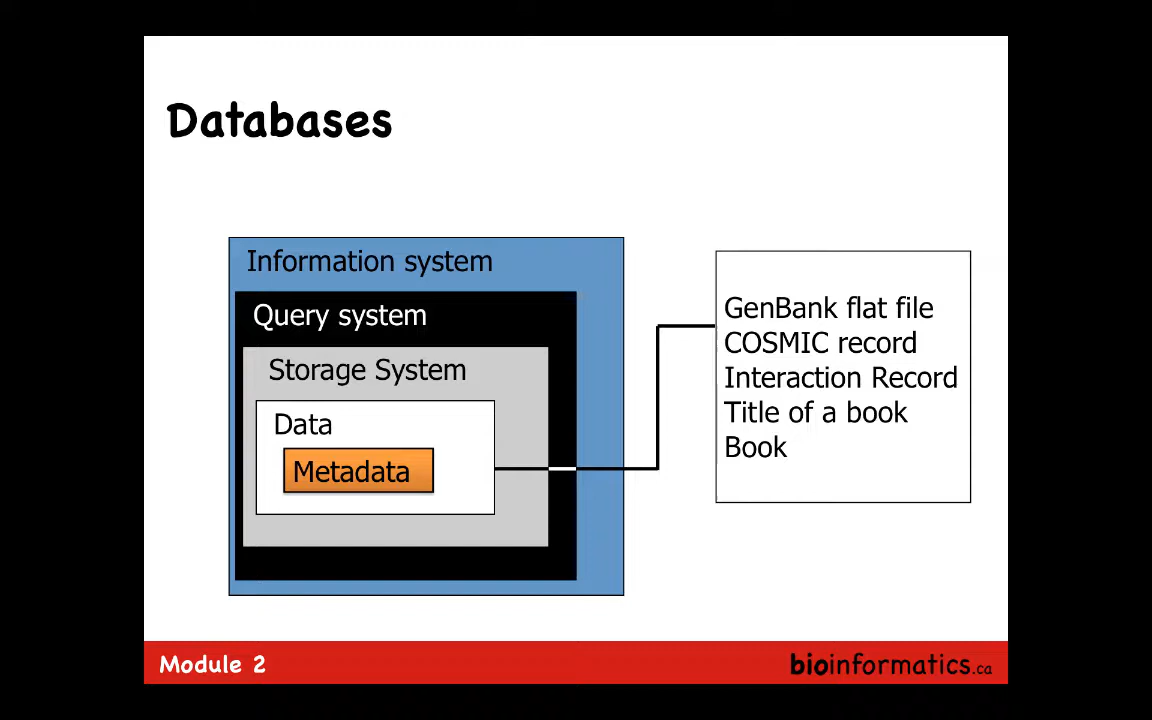 Databases
Information system
Query system
Storage System
Data
Metadata
GenBank flat file
COSMIC record
Interaction Record
Title of a book
Book
Module 2
bioinformatics.ca